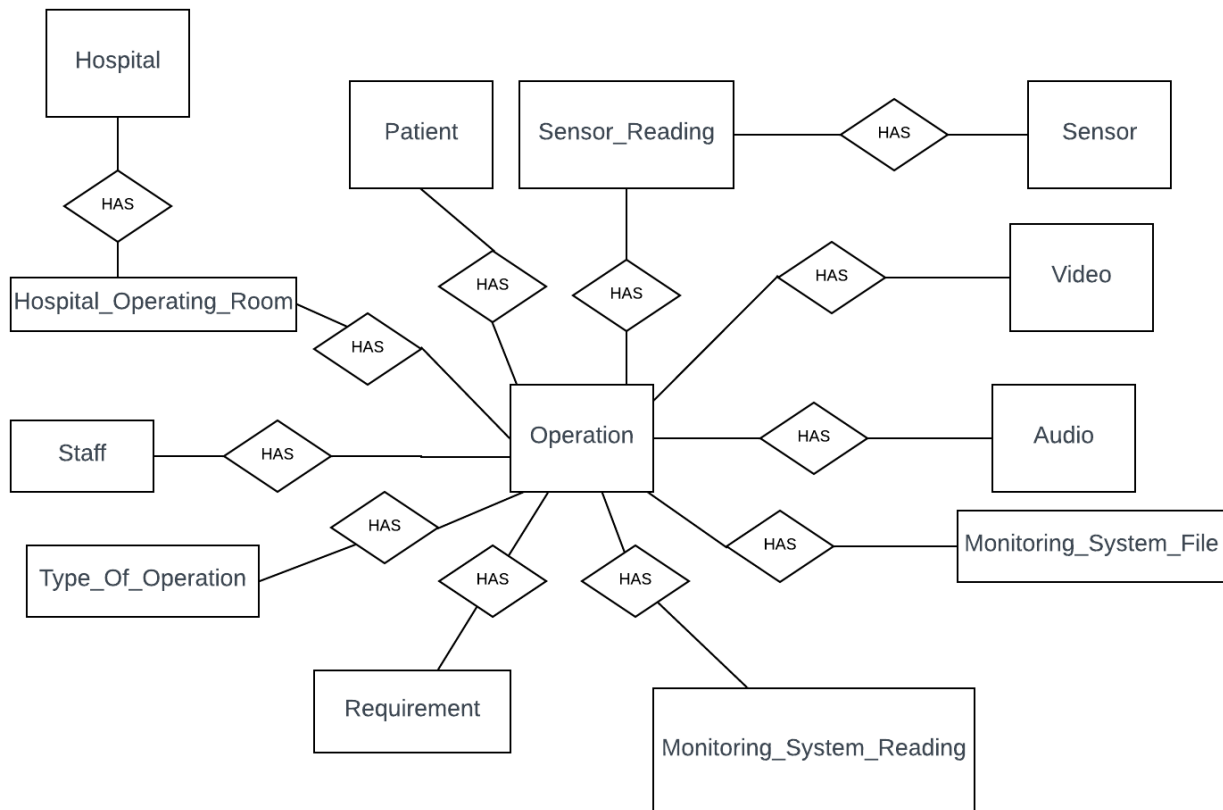 Hospital
Patient
Sensor_Reading
HAS
Sensor
HAS
HAS
Video
HAS
HAS
Hospital_Operating_Room
HAS
Operation
HAS
Audio
Staff
HAS
Type_Of_Operation
HAS
HAS
Monitoring_System_File
HAS
HAS
Requirement
Monitoring_System_Reading